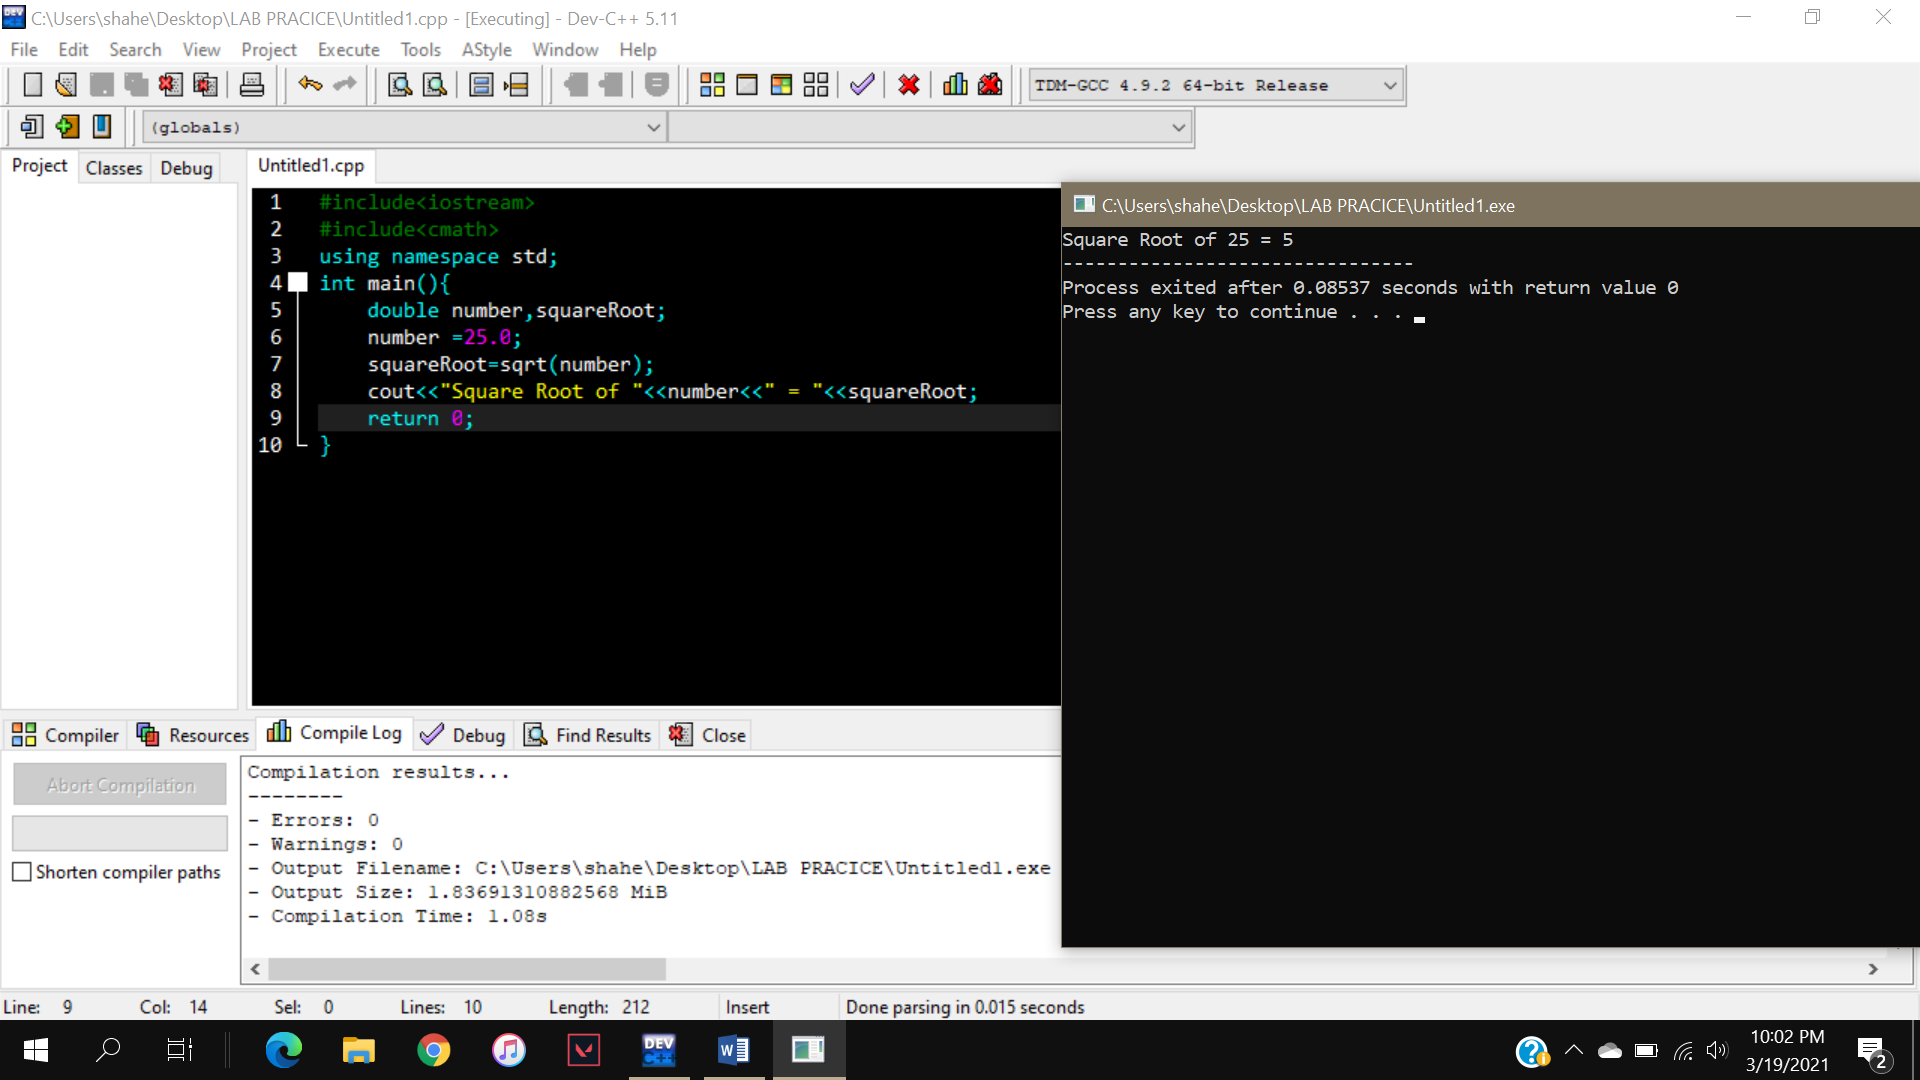 C:\Users\shahe\Desktop\LAB PRACICE\Untitled1.cpp - [Executing] - Dev-C++ 5.11
File Edit Search View Project Execute Tools AStyle Window Help
TDM-GCC 4.9.2 64-bit Release
(globals)
Project Classes Debug
Untitled1.cpp
1 #include<iostream>
2 #include<cmath>
3 using namespace std;
4 int main(){
5 double number,squareRoot;
6 number =25.0;
7 squareRoot=sqrt(number);
8 cout<<"Square Root of "<<number<<" = "<<squareRoot;
9 return 0;
10 }
C:\Users\shahe\Desktop\LAB PRACICE\Untitled1.exe
Square Root of 25 = 5
--------------------------------
Process exited after 0.08537 seconds with return value 0
Press any key to continue . . .
Compiler Resources Compile Log Debug Find Results Close
Abort Compilation
Shorten compiler paths
Compilation results...
--------
- Errors: 0
- Warnings: 0
- Output Filename: C:\Users\shahe\Desktop\LAB PRACICE\Untitled1.exe
- Output Size: 1.83691310882568 MiB
- Compilation Time: 1.08s
Line: 9 Col: 14 Sel: 0 Lines: 10 Length: 212 Insert Done parsing in 0.015 seconds
DEV C++
10:02 PM
3/19/2021
2